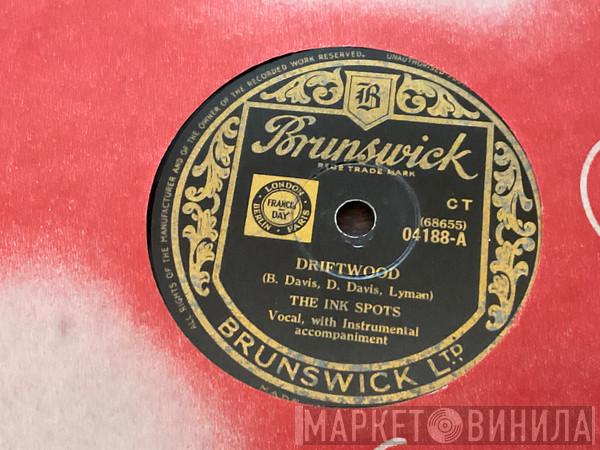 ALL RIGHTS OF THE MANUFACTURER AND OF THE OWNER OF THE RECORDED WORK RESERVED.
UNAUTHORISED
B
Brunswick
REGD TRADE MARK
LONDON
FRANCIS
DAY
BERLIN
PARIS
CT
(68655)
04188-A
DRIFTWOOD
(B. Davis, D. Davis, Lyman)
THE INK SPOTS
Vocal, with Instrumental
accompaniment
BRUNSWICK LTD.
MADE
МАРКЕТ ВИНИЛА